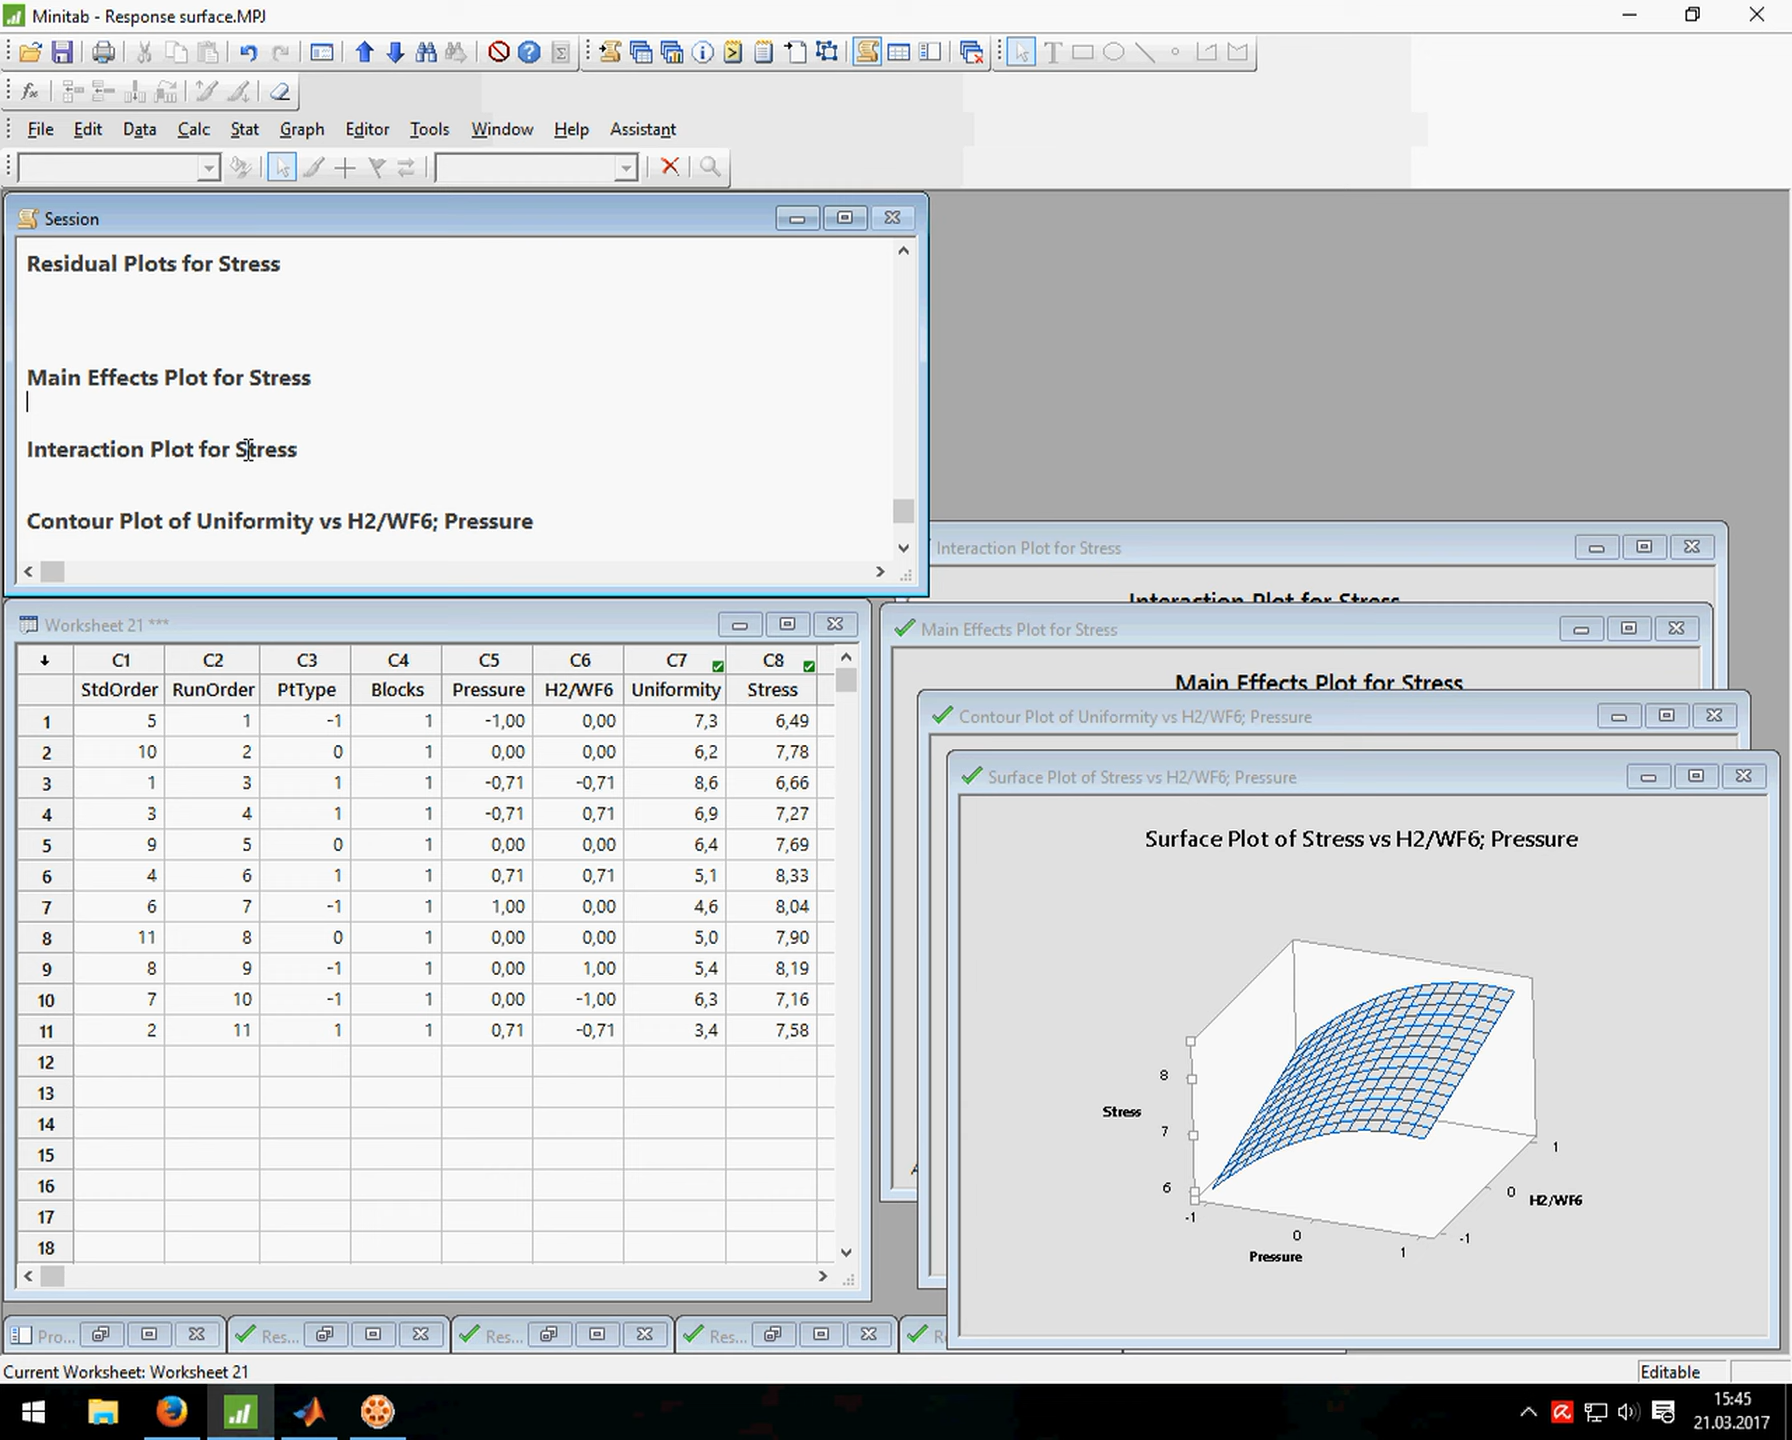 Minitab - Response surface.MPJ
File Edit Data Calc Stat Graph Editor Tools Window Help Assistant
Session
Residual Plots for Stress
Main Effects Plot for Stress
Interaction Plot for Stress
Contour Plot of Uniformity vs H2/WF6; Pressure
Interaction Plot for Stress
Interaction Plot for Stress
Main Effects Plot for Stress
Main Effects Plot for Stress
Contour Plot of Uniformity vs H2/WF6; Pressure
Surface Plot of Stress vs H2/WF6; Pressure
Surface Plot of Stress vs H2/WF6; Pressure
8
Stress
7
6
-1
0
Pressure
1
-1
0
H2/WF6
1
Worksheet 21 ***
C1 C2 C3 C4 C5 C6 C7 C8
StdOrder RunOrder PtType Blocks Pressure H2/WF6 Uniformity Stress
1 5 1 -1 1 -1,00 0,00 7,3 6,49
2 10 2 0 1 0,00 0,00 6,2 7,78
3 1 3 1 1 -0,71 -0,71 8,6 6,66
4 3 4 1 1 -0,71 0,71 6,9 7,27
5 9 5 0 1 0,00 0,00 6,4 7,69
6 4 6 1 1 0,71 0,71 5,1 8,33
7 6 7 -1 1 1,00 0,00 4,6 8,04
8 11 8 0 1 0,00 0,00 5,0 7,90
9 8 9 -1 1 0,00 1,00 5,4 8,19
10 7 10 -1 1 0,00 -1,00 6,3 7,16
11 2 11 1 1 0,71 -0,71 3,4 7,58
12
13
14
15
16
17
18
Pro... Res... Res... Res...
Current Worksheet: Worksheet 21
Editable
15:45
21.03.2017